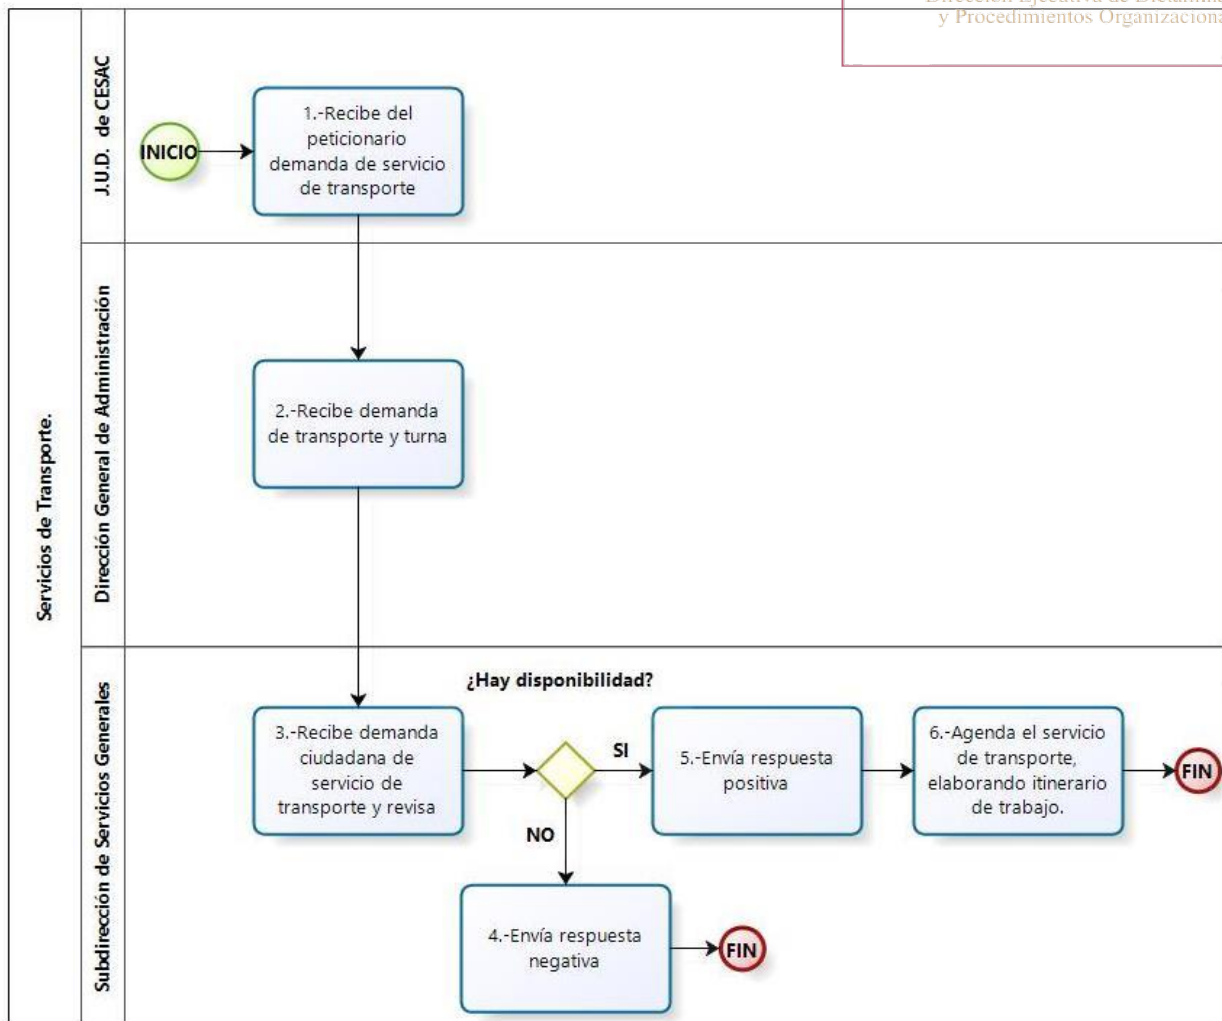 y Procedimientos Organizaciona
Servicios de Transporte.
J.U.D. de CESAC
INICIO
1.-Recibe del
peticionario
demanda de servicio
de transporte
Dirección General de Administración
2.-Recibe demanda
de transporte y turna
Subdirección de Servicios Generales
3.-Recibe demanda
ciudadana de
servicio de
transporte y revisa
¿Hay disponibilidad?
SI
5.-Envía respuesta
positiva
6.-Agenda el servicio
de transporte,
elaborando itinerario
de trabajo.
FIN
NO
4.-Envía respuesta
negativa
FIN